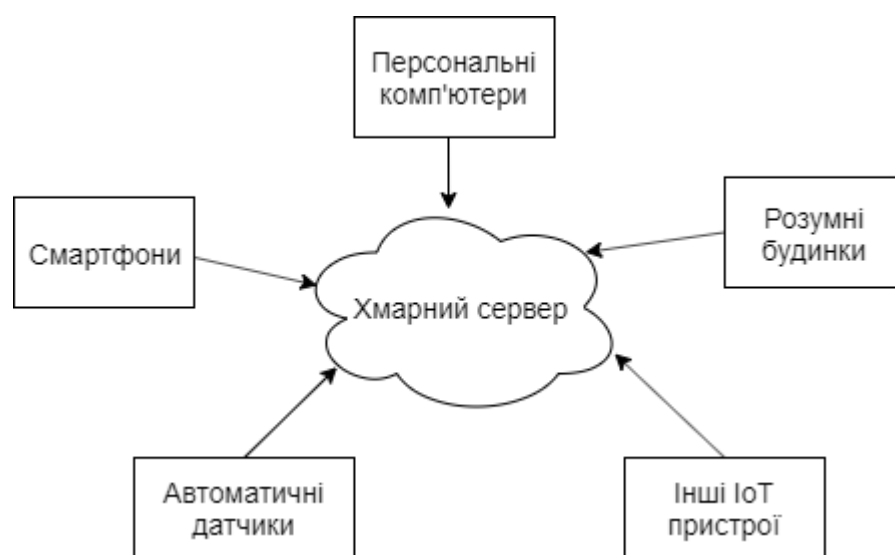 Персональні
комп'ютери
Розумні
будинки
Смартфони
Хмарний сервер
Автоматичні
датчики
Інші IoT
пристрої